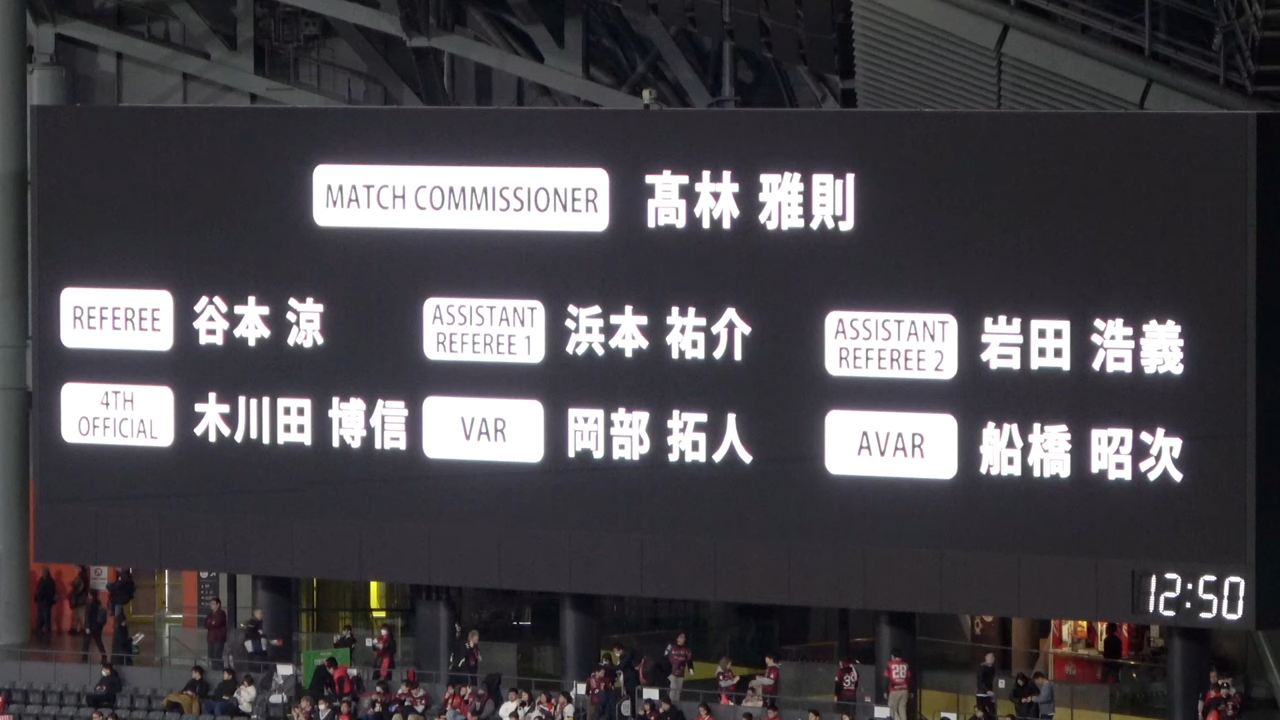 MATCH COMMISSIONER 髙林 雅則
REFEREE 谷本 涼
ASSISTANT REFEREE 1 浜本 祐介
ASSISTANT REFEREE 2 岩田 浩義
4TH OFFICIAL 木川田 博信
VAR 岡部 拓人
AVAR 船橋 昭次
12:50
39
28